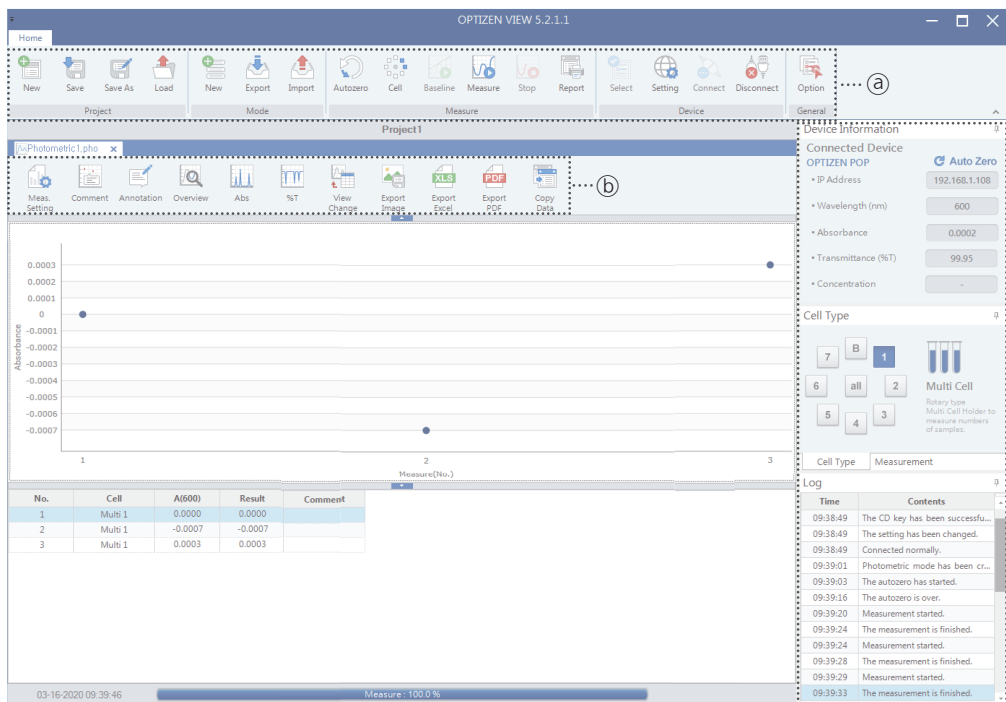 OPTIZEN VIEW 5.2.1.1
Home
New Save Save As Load New Export Import Autozero Cell Baseline Measure Stop Report Select Setting Connect Disconnect Option
ⓐ
Project Mode Measure Device General
Project1
Photometric1.pho x
Meas. Setting Comment Annotation Overview Abs %T View Change Export Image Export Excel Export PDF Copy Data
XLS PDF
ⓑ
0.0003
0.0002
0.0001
0
-0.0001
-0.0002
-0.0003
-0.0004
-0.0005
-0.0006
-0.0007
Absorbance
1 2 3
Measure(No.)
No. Cell A(600) Result Comment
1 Multi 1 0.0000 0.0000
2 Multi 1 -0.0007 -0.0007
3 Multi 1 0.0003 0.0003
Device Information
Connected Device
OPTIZEN POP Auto Zero
• IP Address 192.168.1.108
• Wavelength (nm) 600
• Absorbance 0.0002
• Transmittance (%T) 99.95
• Concentration -
Cell Type
7 B 1
6 all 2
5 4 3
Multi Cell
Rotary type
Multi Cell Holder to
measure numbers
of samples.
Cell Type Measurement
Log
Time Contents
09:38:49 The CD key has been successfu...
09:38:49 The setting has been changed.
09:38:49 Connected normally.
09:39:01 Photometric mode has been cr...
09:39:03 The autozero has started.
09:39:16 The autozero is over.
09:39:20 Measurement started.
09:39:24 The measurement is finished.
09:39:24 Measurement started.
09:39:28 The measurement is finished.
09:39:29 Measurement started.
09:39:33 The measurement is finished.
03-16-2020 09:39:46 Measure : 100.0 %